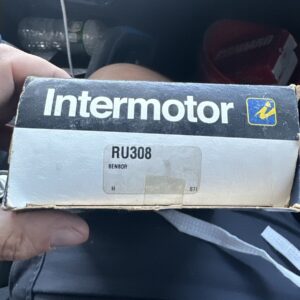 Intermotor
i
RU308
SENSOR